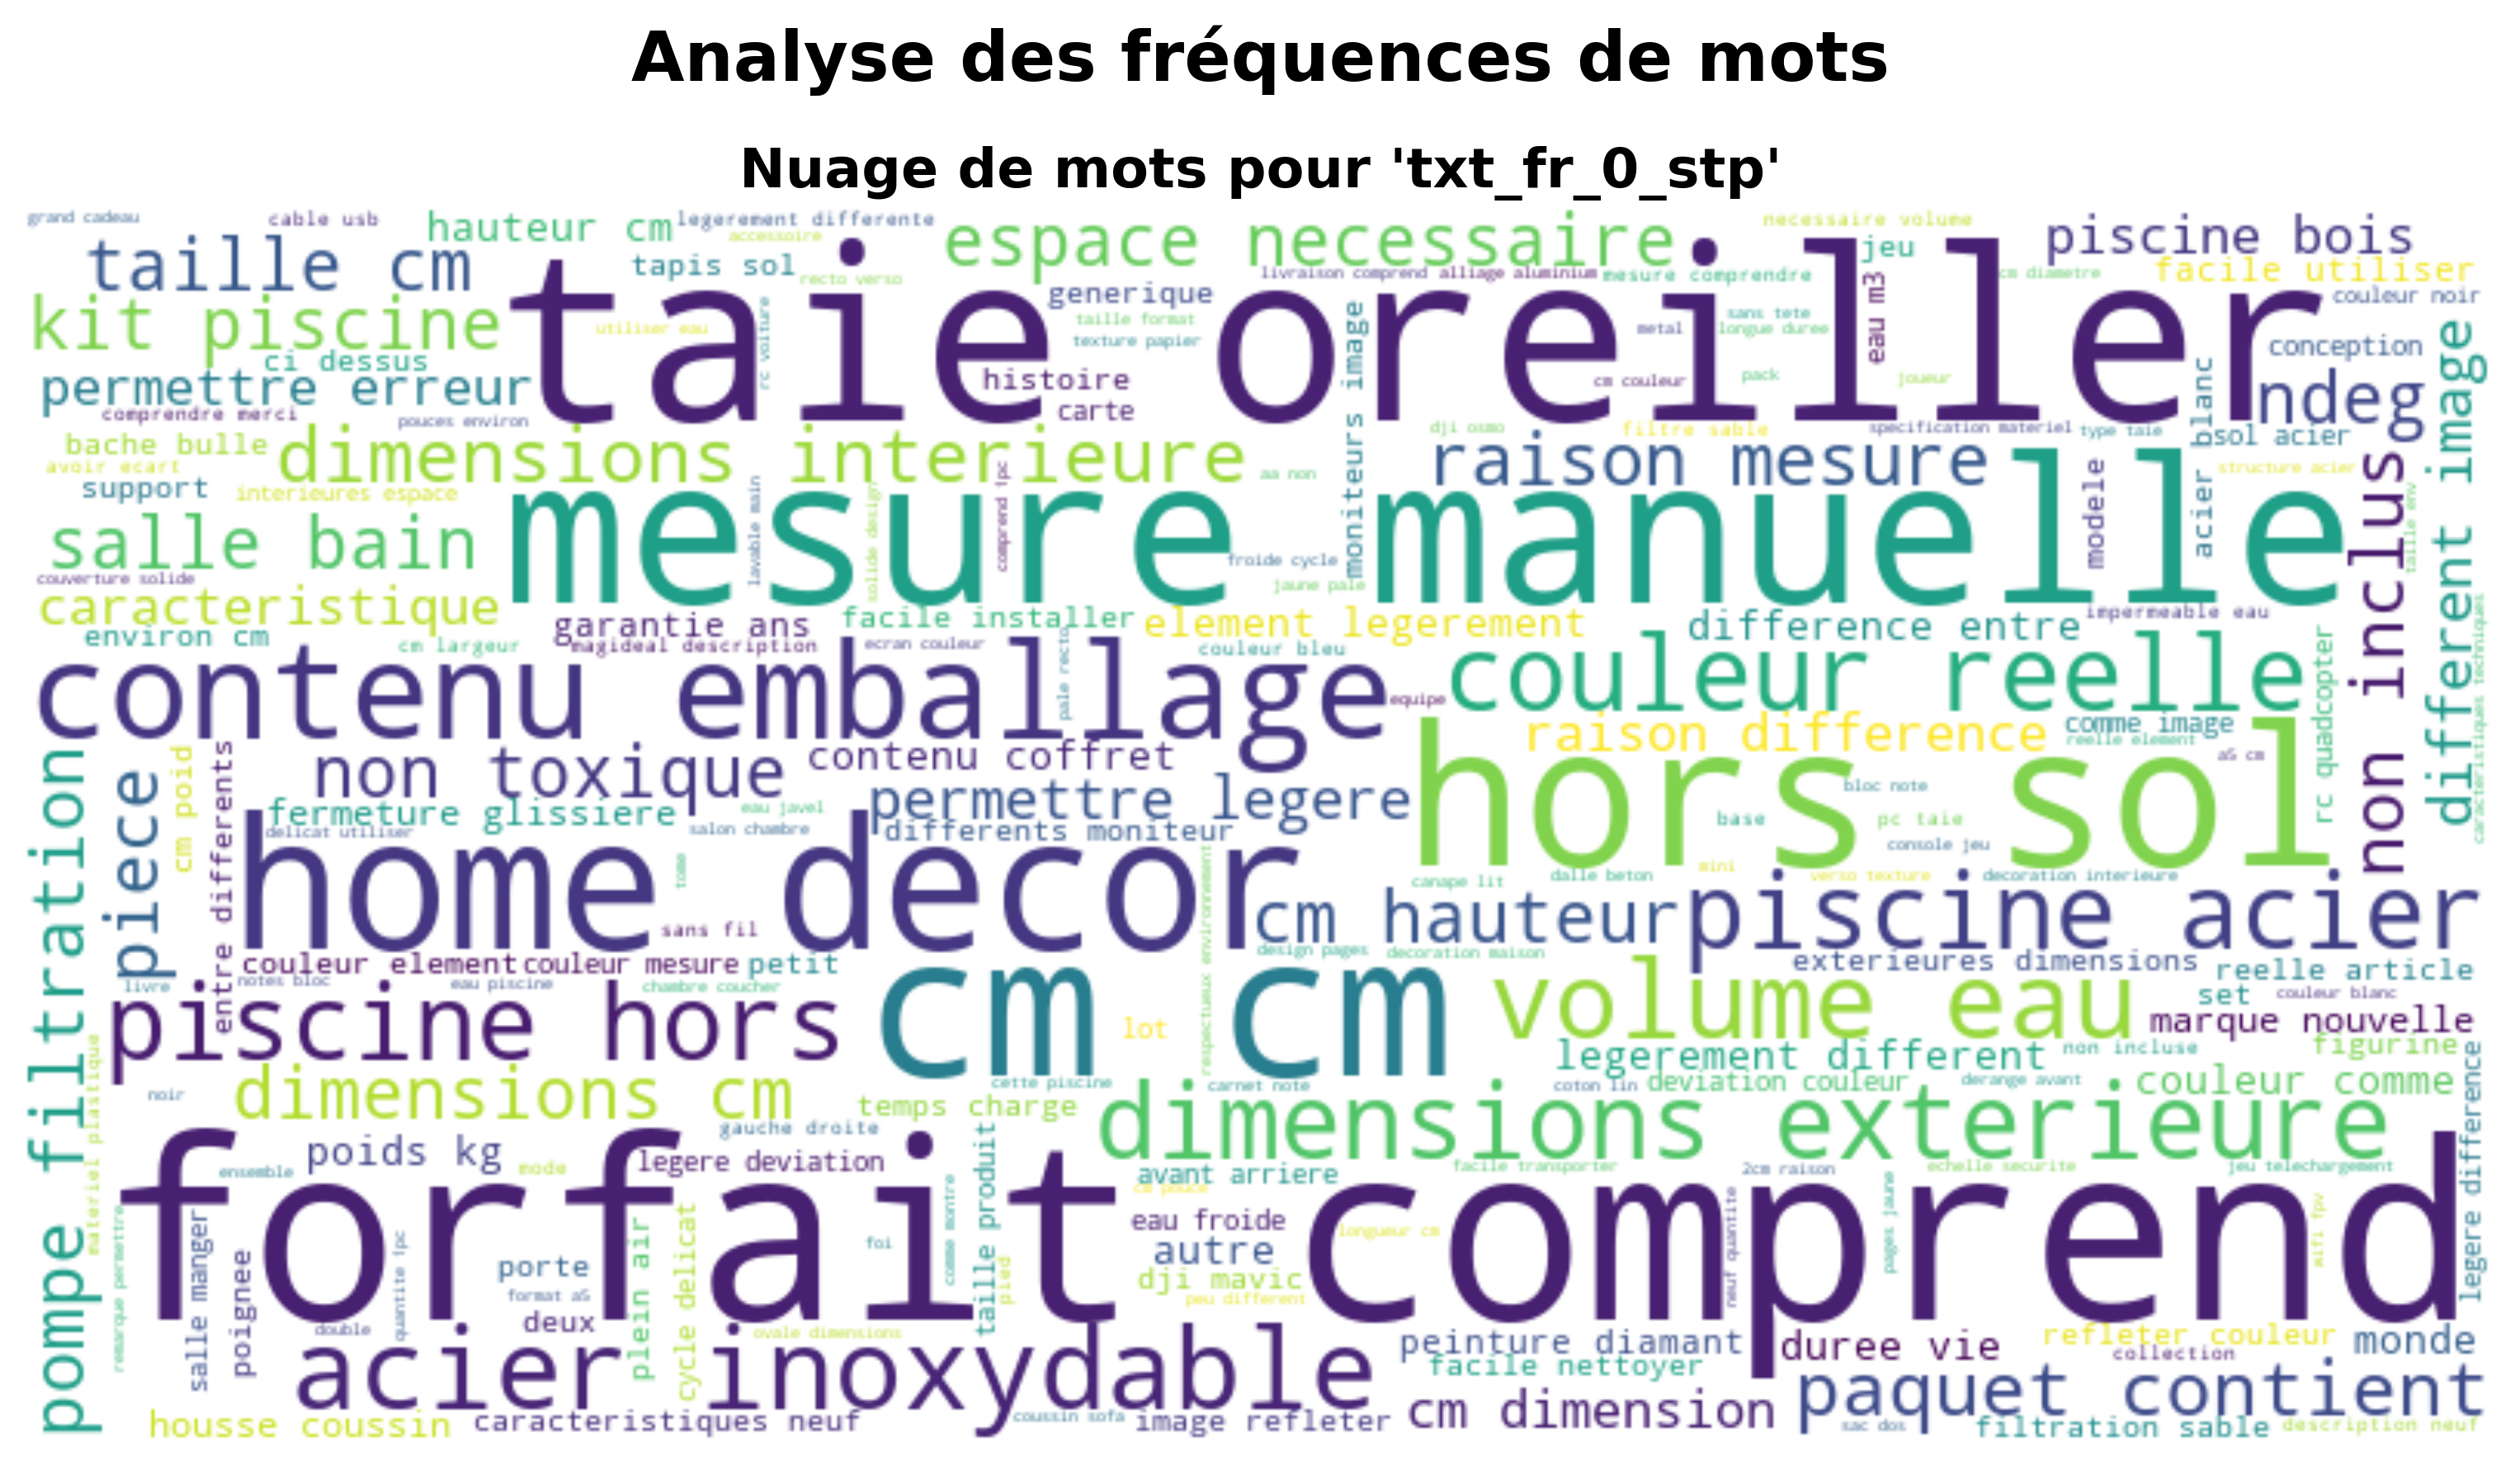 Analyse des fréquences de mots
Nuage de mots pour 'txt_fr_0_stp'
grand cadeau
cable usb
hauteur cm
legerement differente
accessoire
espace necessaire
necessaire volume
piscine bois
taille cm
tapis sol
recto verso
jeu
livraison comprend
alliage aluminium
mesure comprendre
cm diametre
facile utiliser
kit piscine
taie oreiller
generique
eau m3
couleur noir
utiliser eau
rc voiture
taille format
texture papier
moniteurs image
metal
sans tete
longue duree
conception
different image
ci dessus
permettre erreur
histoire
carte
cm couleur
pack
joueur
acier blanc
ndeg
comprendre merci
pouces environ
bache bulle
dimensions interieure
dji osmo
filtre sable
specification materiel
type taie
sol acier
avoir ecart
support
interieures espace
aa non
raison mesure
modele
structure acier
non inclus
salle bain
mesure manuelle
lavable main
solide design
comprend 1pc
froide cycle
jaune pale
taille env
couverture solide
caracteristique
environ cm
cm largeur
garantie ans
magideal description
facile installer
ecran couleur
element legerement
couleur bleu
difference entre
impermeable eau
caracteristiques techniques
contenu emballage
pale recto
equipe
couleur reelle
rc quadcopter
raison difference
comme image
reelle element
a5 cm
pompe filtration
piece
cm poid
entre differents
non toxique
contenu coffret
hors sol
fermeture glissiere
eau javel
permettre legere
bloc note
delicat utiliser
salon chambre
differents moniteur
base
pc taie
console jeu
home decor
tome
sans fil
respectueux environnement
canape lit
dalle beton
mini
verso texture
decoration interieure
cm hauteur
piscine acier
design pages
decoration maison
couleur element
couleur mesure
petit
exterieures dimensions
reelle article
livre
notes bloc
eau piscine
chambre coucher
set
couleur blanc
piscine hors
cm cm
lot
volume eau
marque nouvelle
materiel plastique
legerement different
non incluse
figurine
noir
dimensions cm
temps charge
cette piscine
carnet note
coton lin
deviation couleur
derange avant
couleur comme
legere difference
gauche droite
dimensions exterieure
poids kg
ensemble
mode
legere deviation
avant arriere
facile transporter
2cm raison
echelle securite
jeu telechargement
forfait comprend
remarque permettre
salle manger
poignee
quantite 1pc
porte
format a5
deux
double
plein air
cycle delicat
foi
comme montre
taille produit
pied
cm pouce
eau froide
longueur cm
autre
dji mavic
peu different
neuf quantite
pages jaune
wifi fpv
ovale dimensions
acier inoxydable
peinture diamant
facile nettoyer
duree vie
refleter couleur
collection
monde
cm dimension
paquet contient
housse coussin
caracteristiques neuf
coussin sofa
image refleter
sac dos
filtration sable
description neuf